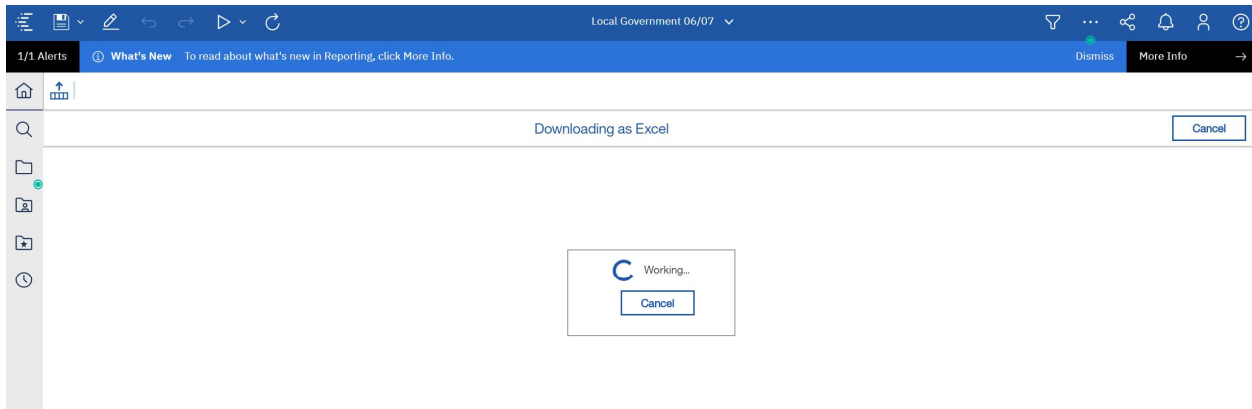 Local Government 06/07
1/1 Alerts What's New To read about what's new in Reporting, click More Info. Dismiss More Info
Downloading as Excel Cancel
Working...
Cancel